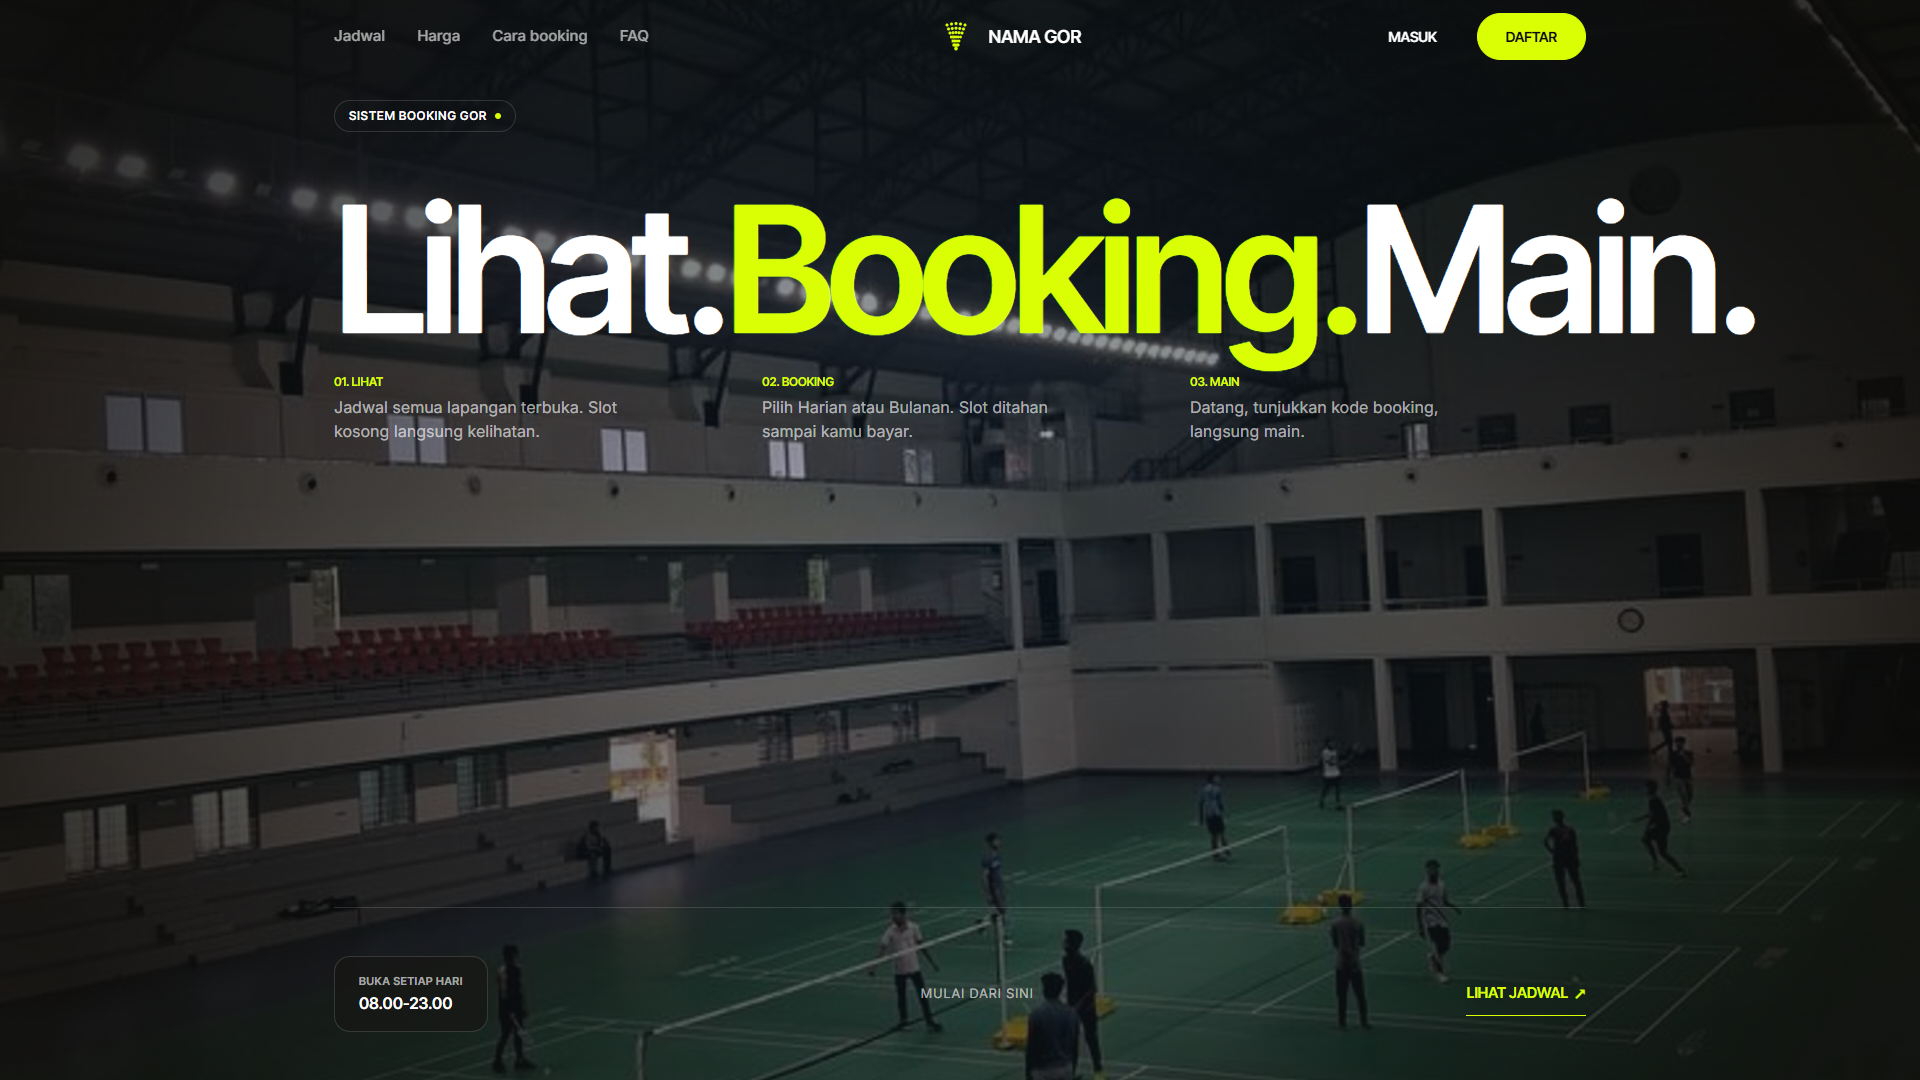 Jadwal Harga Cara booking FAQ NAMA GOR MASUK DAFTAR
SISTEM BOOKING GOR
Lihat.Booking.Main.
01. LIHAT
Jadwal semua lapangan terbuka. Slot
kosong langsung kelihatan.
02. BOOKING
Pilih Harian atau Bulanan. Slot ditahan
sampai kamu bayar.
03. MAIN
Datang, tunjukkan kode booking,
langsung main.
BUKA SETIAP HARI
08.00-23.00
MULAI DARI SINI
LIHAT JADWAL ↗